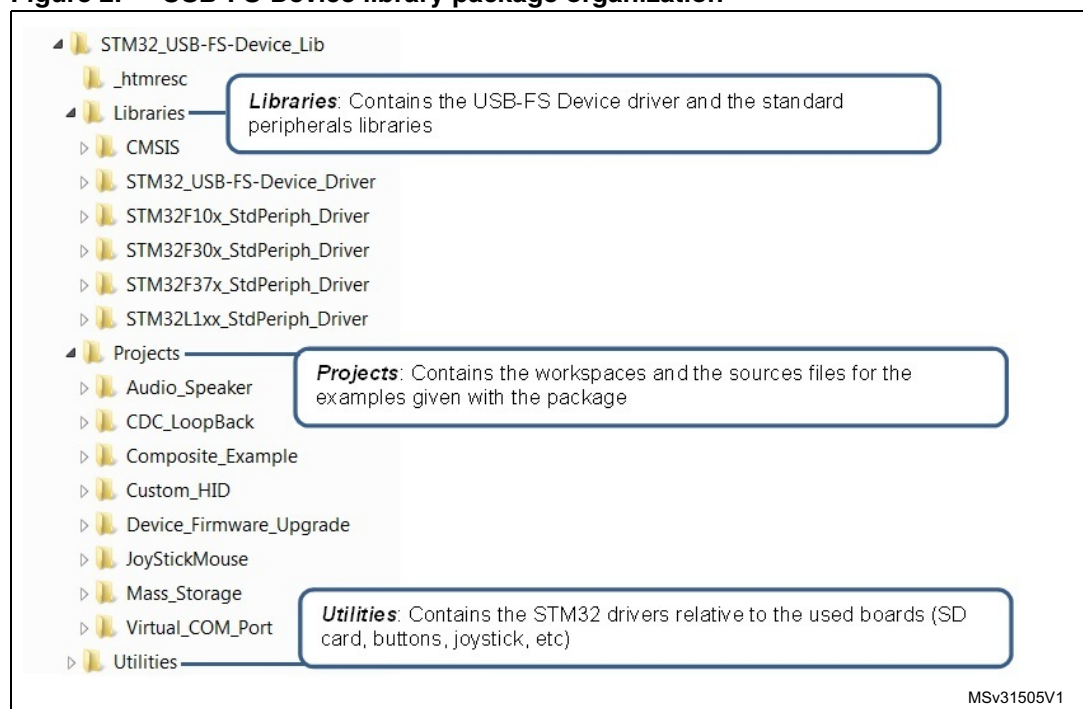 Figure 2. USB-FS-Device library package organization
STM32_USB-FS-Device_Lib
_htmresc
Libraries
Libraries: Contains the USB-FS Device driver and the standard
peripherals libraries
CMSIS
STM32_USB-FS-Device_Driver
STM32F10x_StdPeriph_Driver
STM32F30x_StdPeriph_Driver
STM32F37x_StdPeriph_Driver
STM32L1xx_StdPeriph_Driver
Projects
Projects: Contains the workspaces and the sources files for the
examples given with the package
Audio_Speaker
CDC_LoopBack
Composite_Example
Custom_HID
Device_Firmware_Upgrade
JoyStickMouse
Mass_Storage
Virtual_COM_Port
Utilities: Contains the STM32 drivers relative to the used boards (SD
card, buttons, joystick, etc)
Utilities
MSv31505V1